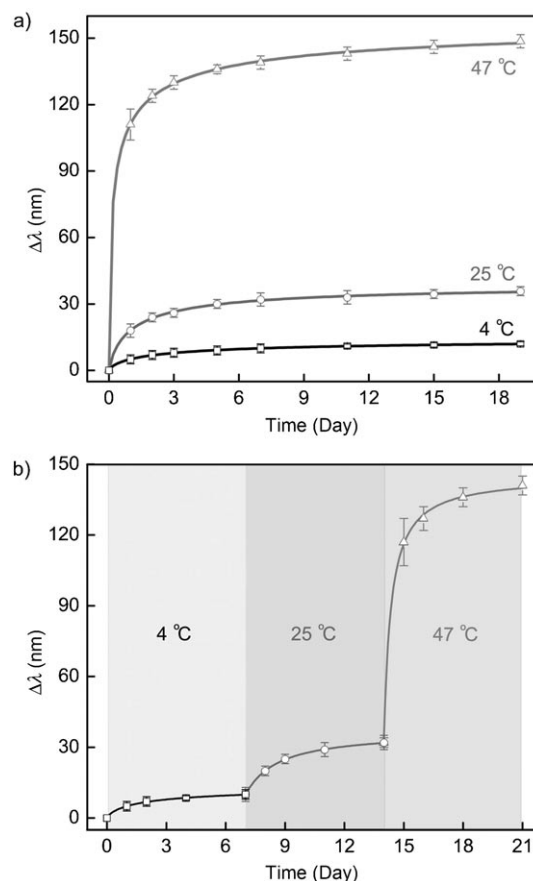 a)
150
120
90
60
30
0
Δλ (nm)
47 °C
25 °C
4 °C
0 3 6 9 12 15 18
Time (Day)
b)
150
120
90
60
30
0
Δλ (nm)
4 °C 25 °C 47 °C
0 3 6 9 12 15 18 21
Time (Day)